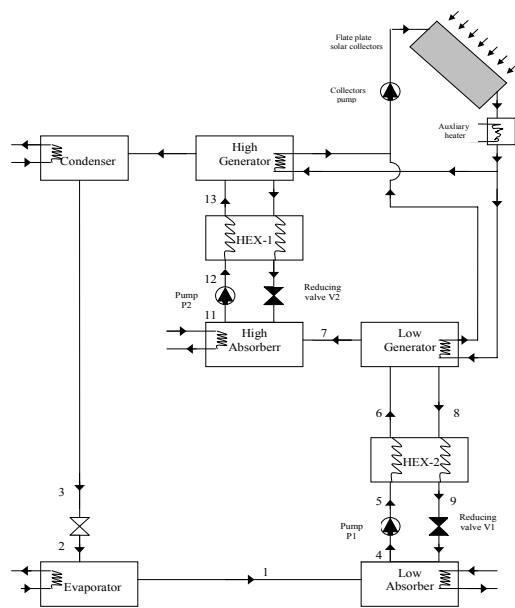 Flate plate
solar collectors
Collectors
pump
Auxliary
heater
Condenser
High
Generator
13
HEX-1
12
Pump
P2
Reducing
valve V2
11
High
Absorberr
7
Low
Generator
6
8
HEX-2
3
5
9
Pump
P1
Reducing
valve V1
2
4
Evaporator
1
Low
Absorber